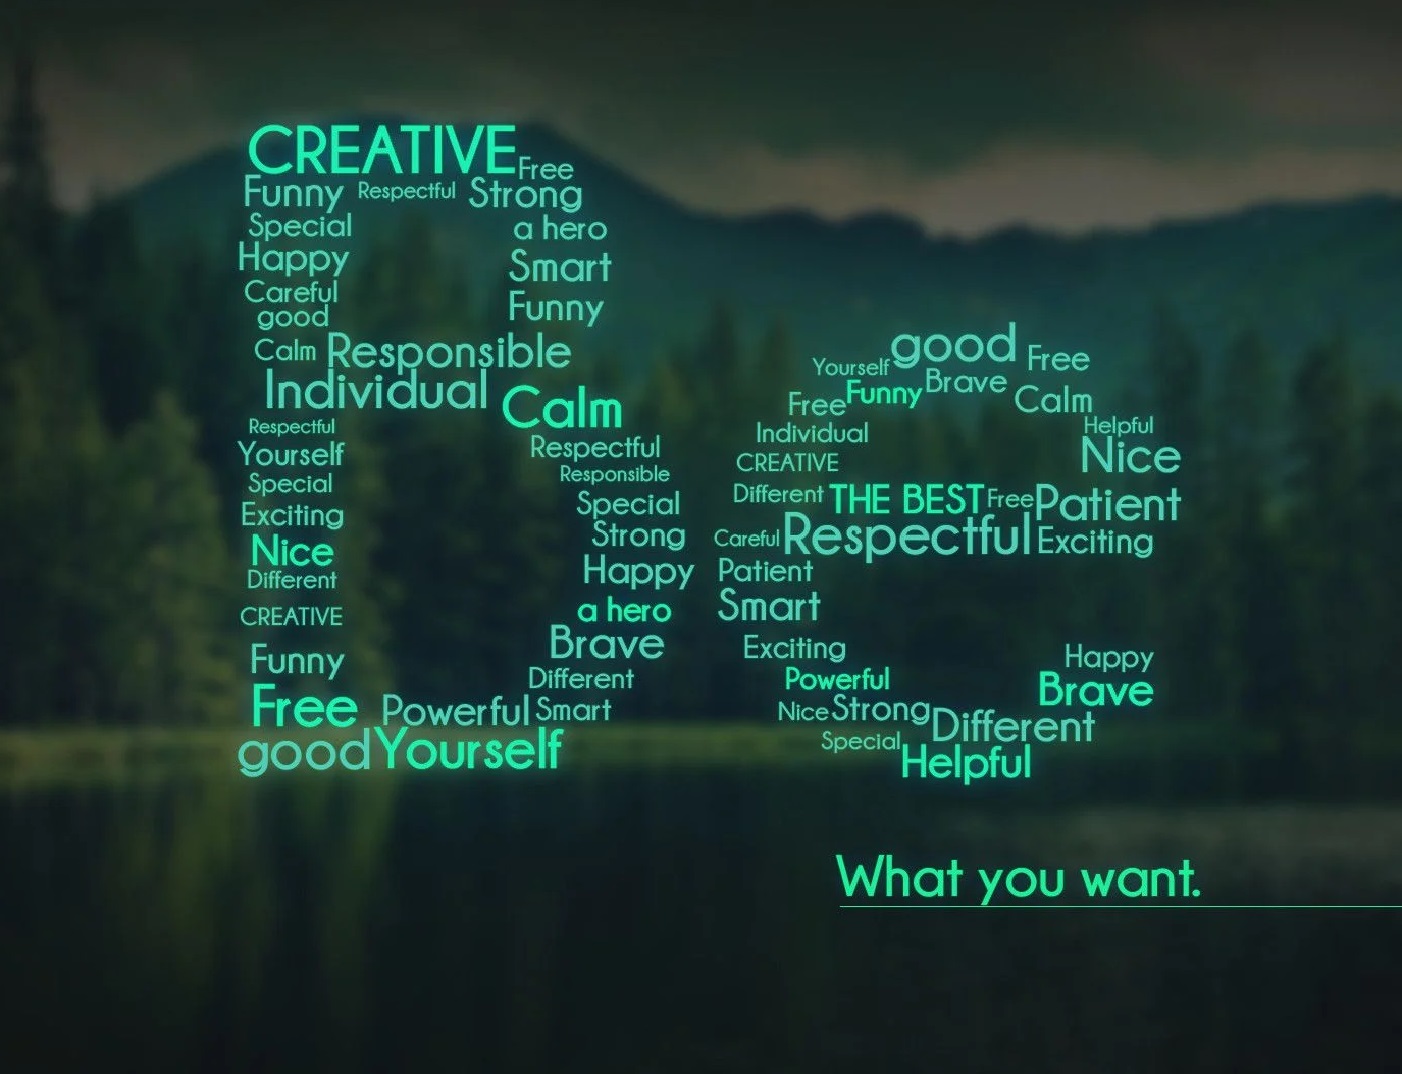 CREATIVE Free
Funny Respectful Strong
Special a hero
Happy Smart
Careful Funny
good
Calm Responsible
Individual Calm
Respectful Respectful
Yourself Responsible
Special Special
Exciting Strong
Nice Happy
Different a hero
CREATIVE Brave
Funny Different
Free Powerful Smart
good Yourself
Yourself good Free
Free Funny Brave Calm
Individual Helpful
CREATIVE Nice
Different THE BEST Free Patient
Careful Respectful Exciting
Patient
Smart
Exciting Happy
Powerful Brave
Nice Strong Different
Special Helpful
What you want.